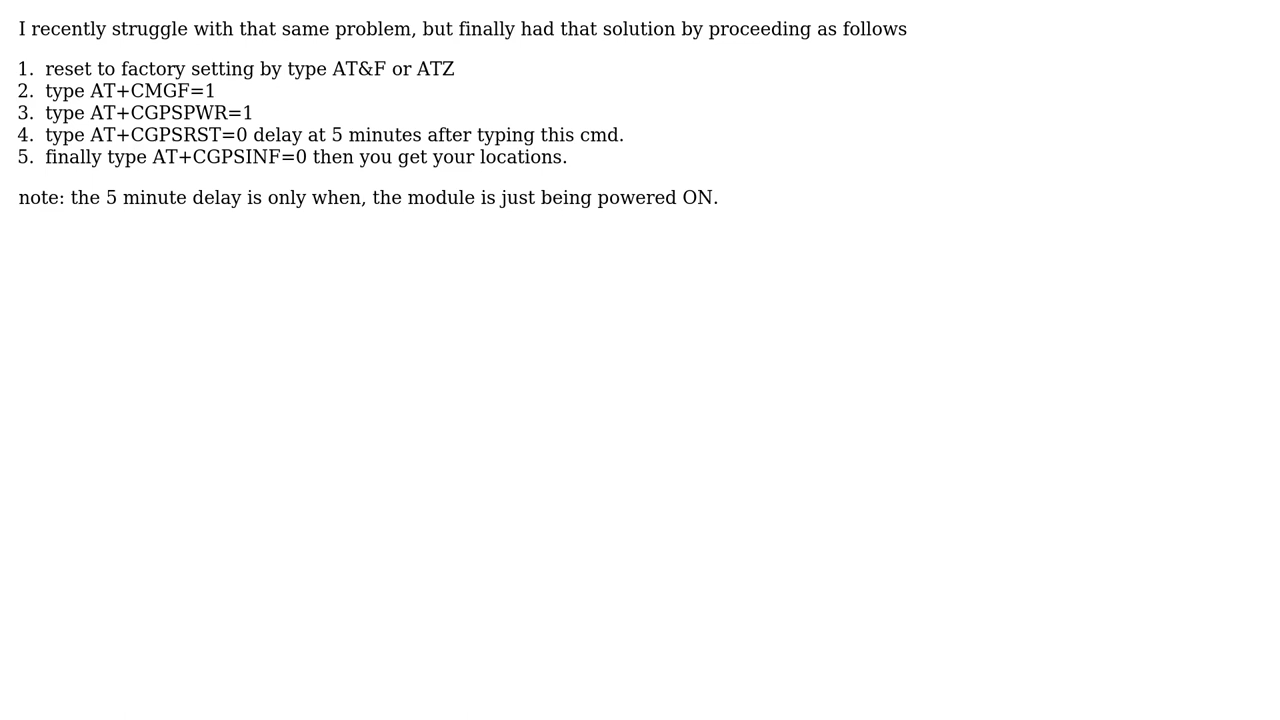 I recently struggle with that same problem, but finally had that solution by proceeding as follows
1. reset to factory setting by type AT&F or ATZ
2. type AT+CMGF=1
3. type AT+CGPSPWR=1
4. type AT+CGPSRST=0 delay at 5 minutes after typing this cmd.
5. finally type AT+CGPSINF=0 then you get your locations.
note: the 5 minute delay is only when, the module is just being powered ON.